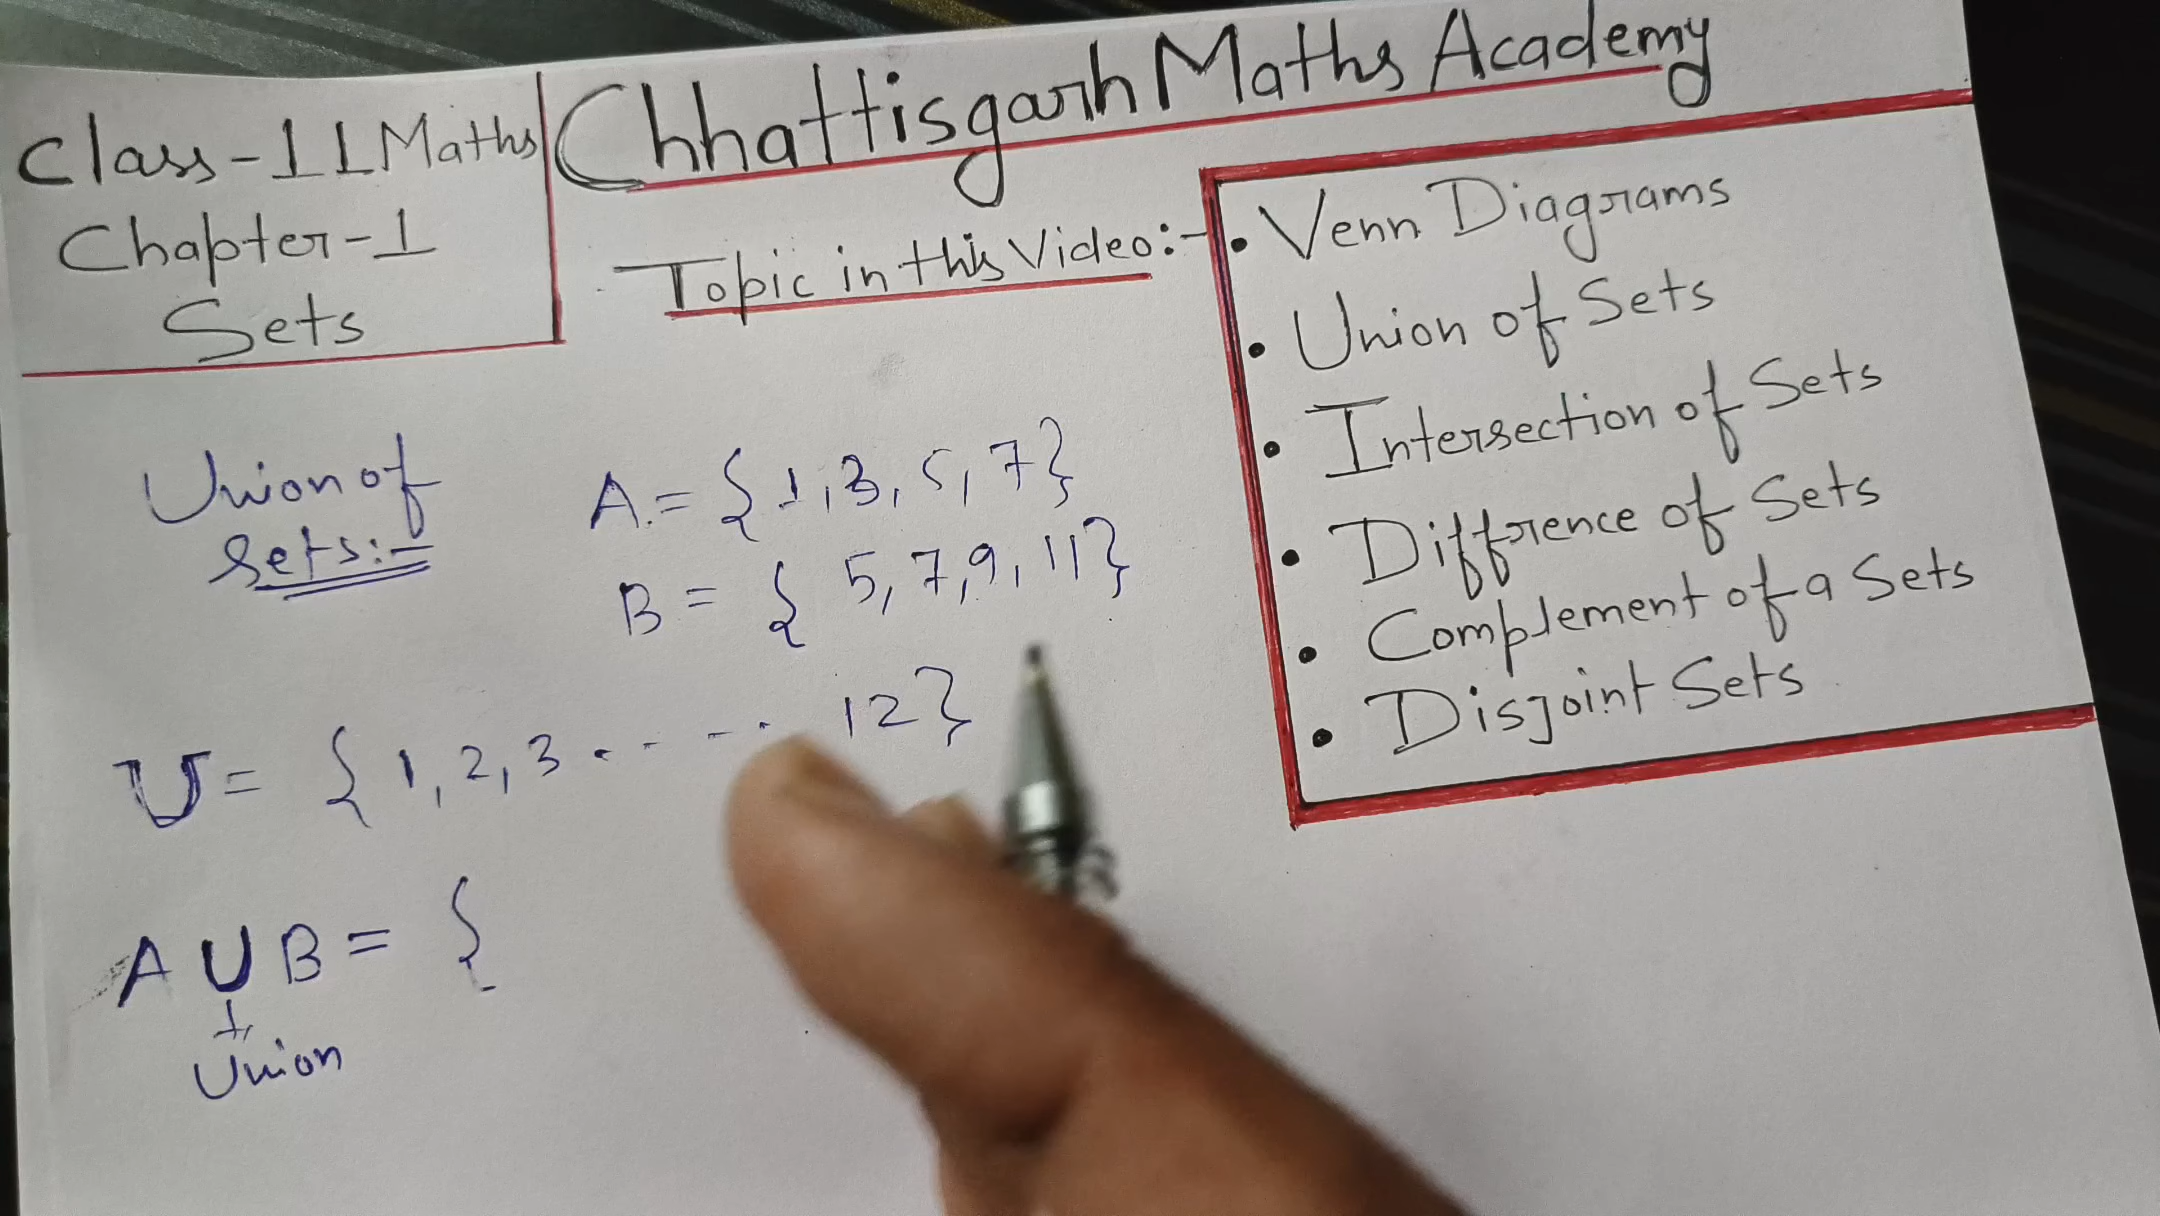 Class-11 Maths
Chapter-1
Sets
Chhattisgarh Maths Academy
Topic in this Video:-
• Venn Diagrams
• Union of Sets
• Intersection of Sets
• Diffrence of Sets
• Complement of a Sets
• Disjoint Sets
Union of
Sets:-
A = {1, 3, 5, 7}
B = { 5, 7, 9, 11}
U = { 1, 2, 3 . - - - . 12}
A U B = {
Union